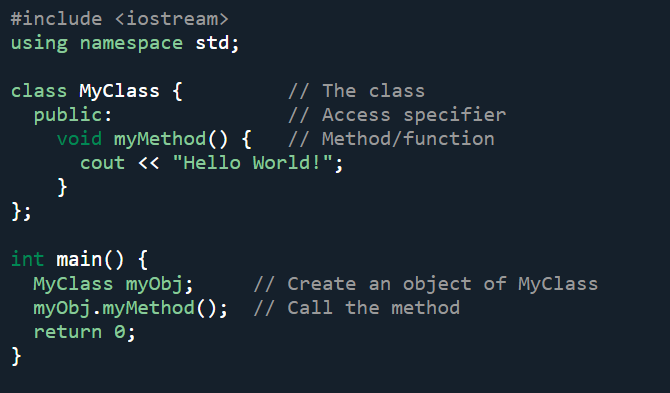 #include <iostream>
using namespace std;

class MyClass {         // The class
  public:               // Access specifier
    void myMethod() {   // Method/function
      cout << "Hello World!";
    }
};

int main() {
  MyClass myObj;     // Create an object of MyClass
  myObj.myMethod();  // Call the method
  return 0;
}